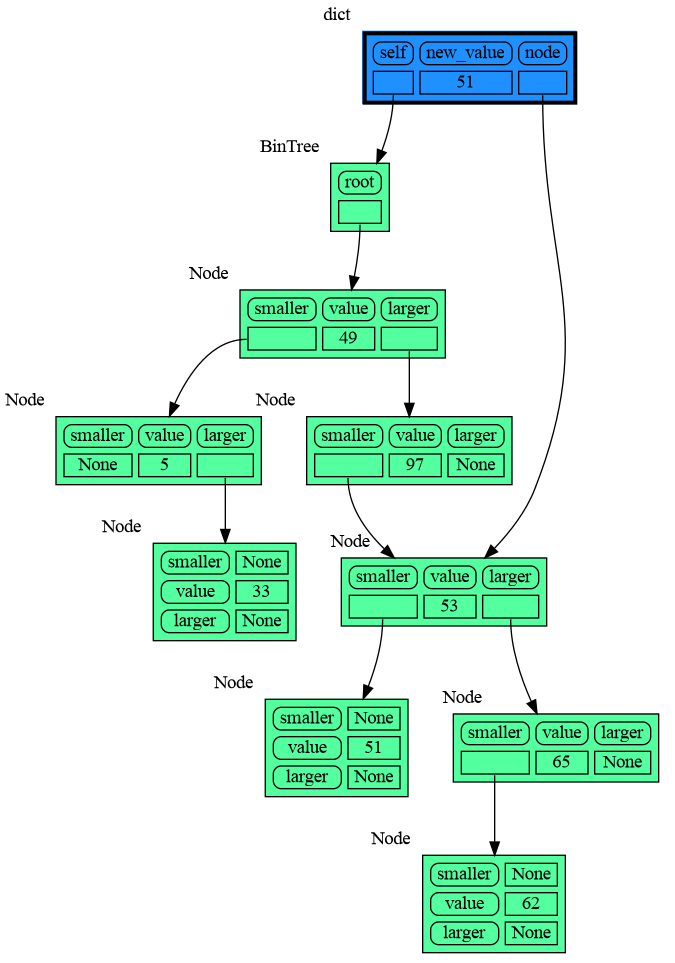 dict
self new_value node
51
BinTree
root
Node
smaller value larger
49
Node
smaller value larger
None 5
Node
smaller value larger
97 None
Node
smaller None
value 33
larger None
Node
smaller value larger
53
Node
smaller None
value 51
larger None
Node
smaller value larger
65 None
Node
smaller None
value 62
larger None